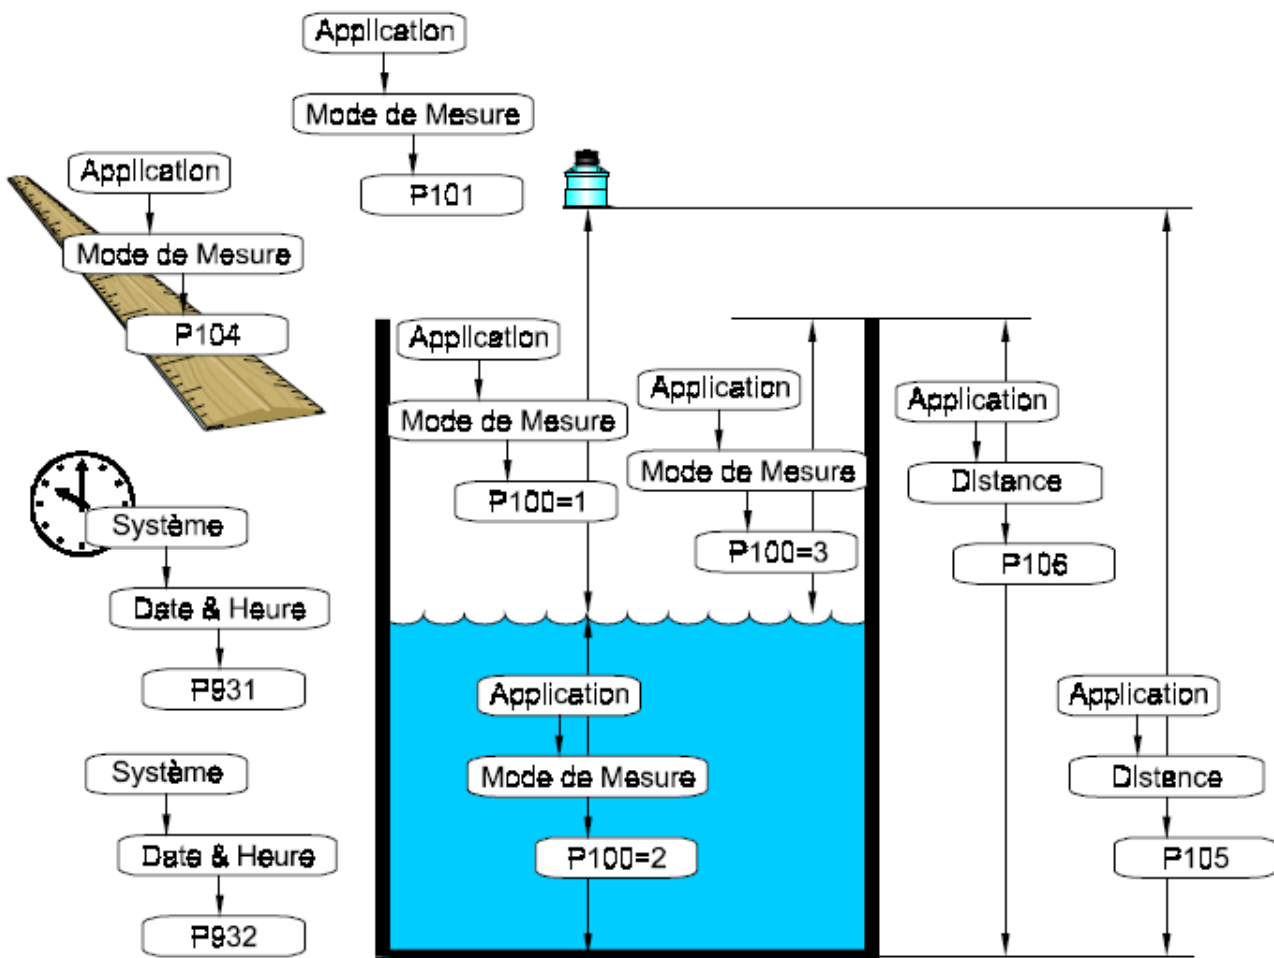 Application
Mode de Mesure
P101
Application
Mode de Mesure
P104
Application
Mode de Mesure
P100=1
Application
Mode de Mesure
P100=3
Application
Distance
P106
Système
Date & Heure
P931
Application
Mode de Mesure
P100=2
Application
Distance
P105
Système
Date & Heure
P932